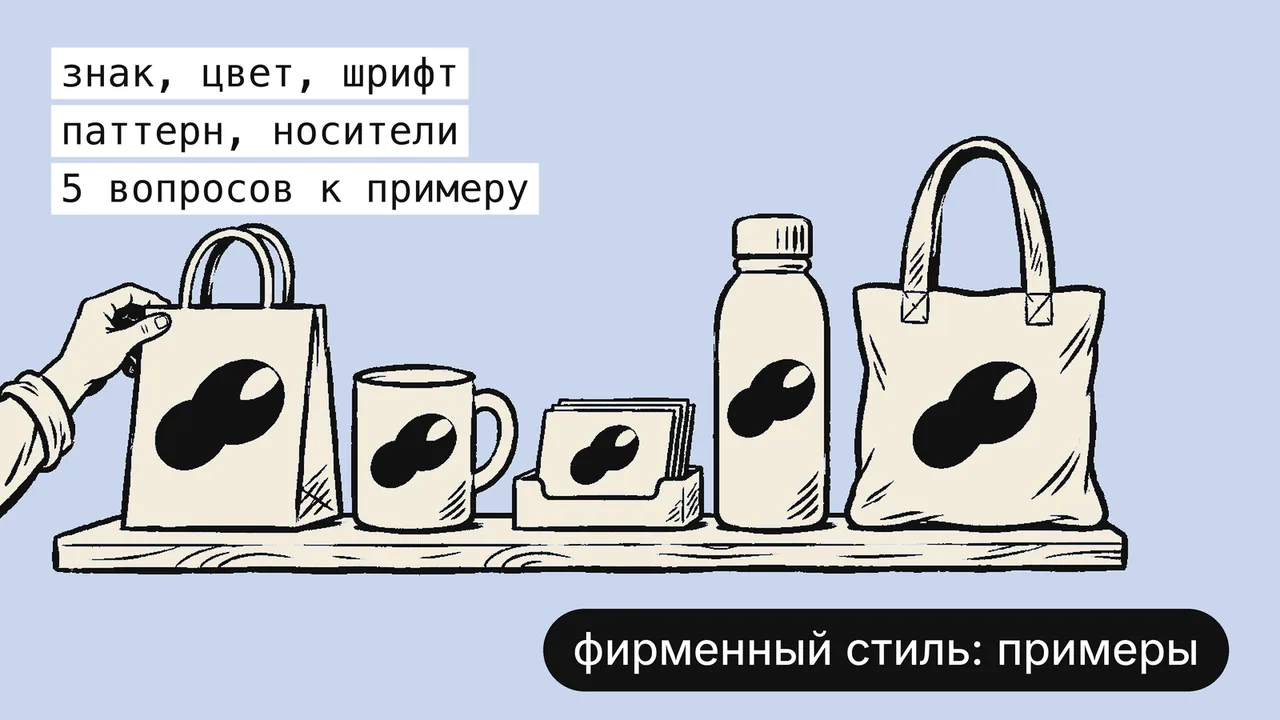 знак, цвет, шрифт
паттерн, носители
5 вопросов к примеру
фирменный стиль: примеры